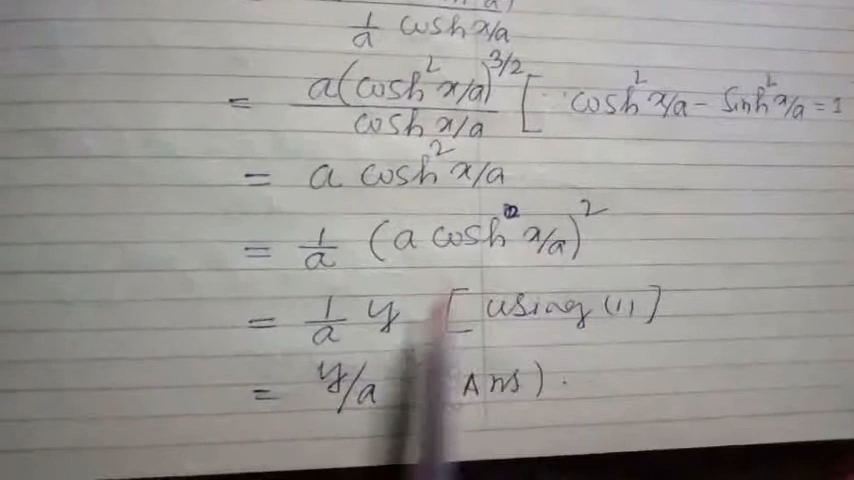 1/a cosh x/a
= a(cosh² x/a)^3/2 / cosh x/a [ cosh² x/a - sinh² x/a = 1
= a cosh² x/a
= 1/a (a cosh x/a)²
= 1/a y [using (1)]
= y/a Ans).